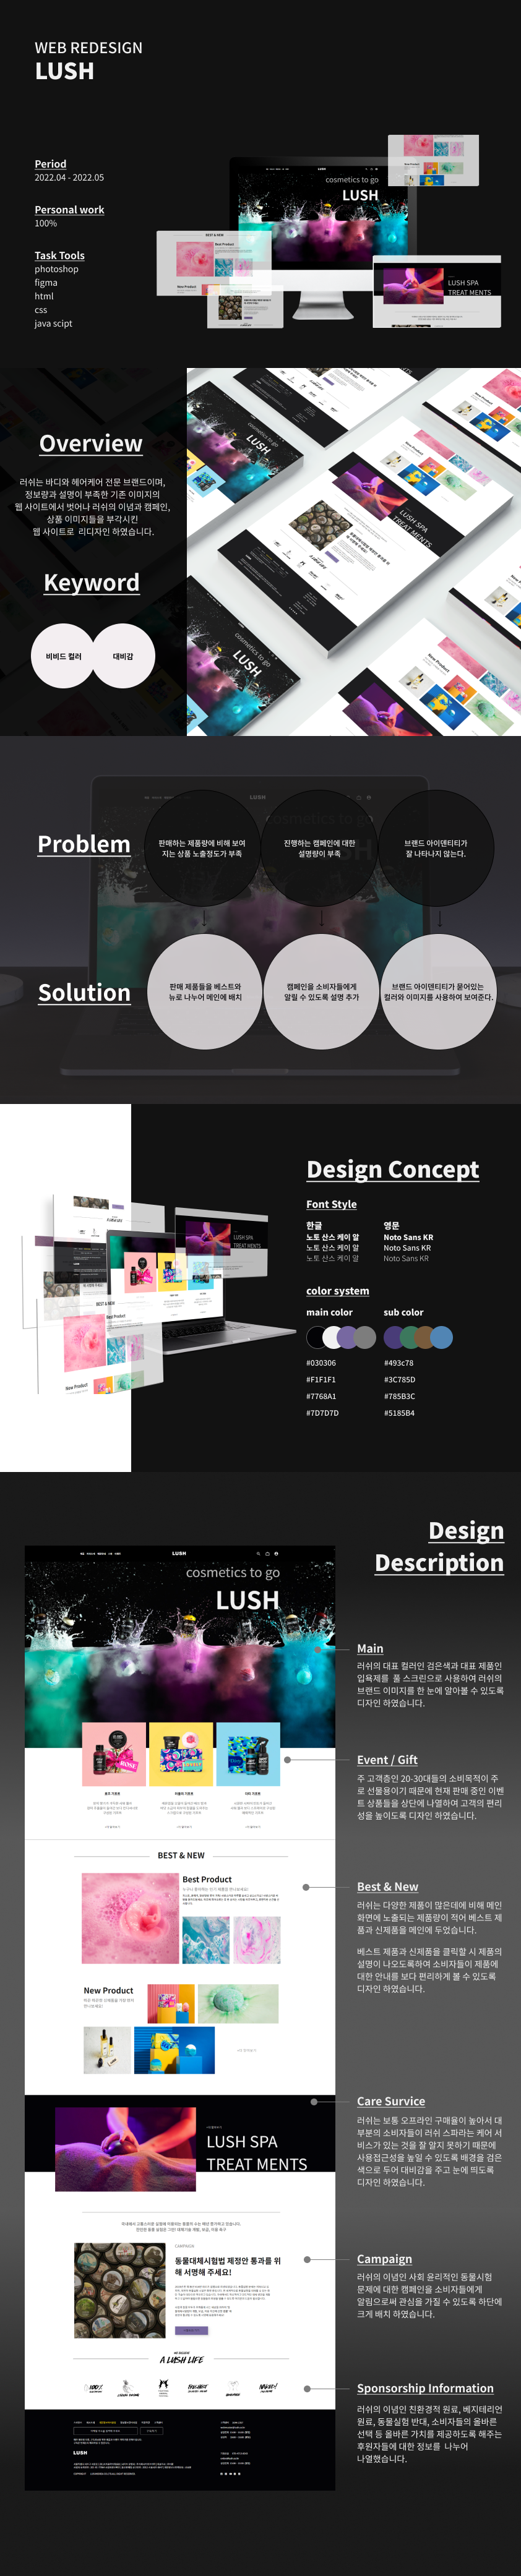 WEB REDESIGN
LUSH
Period
2022.04 - 2022.05
Personal work
100%
Task Tools
photoshop
figma
html
css
java scipt
cosmetics to go
LUSH
BEST & NEW
New Product
LUSH SPA
TREAT MENTS
Overview
러쉬는 바디와 헤어케어 전문 브랜드이며,
정보량과 설명이 부족한 기존 이미지의
웹 사이트에서 벗어나 러쉬의 이념과 캠페인,
상품 이미지들을 부각시킨
웹 사이트로 리디자인 하였습니다.
Keyword
비비드 컬러
대비감
cosmetics to go
LUSH
LUSH SPA
TREAT MENTS
New Product
cosmetics to go
LUSH
New Product
LUSH
cosmetics to go
Problem
판매하는 제품량에 비해 보여
지는 상품 노출정도가 부족
진행하는 캠페인에 대한
설명량이 부족
브랜드 아이덴티티가
잘 나타나지 않는다.
Solution
판매 제품들을 베스트와
뉴로 나누어 메인에 배치
캠페인을 소비자들에게
알릴 수 있도록 설명 추가
브랜드 아이덴티티가 묻어있는
컬러와 이미지를 사용하여 보여준다.
Design Concept
Font Style
한글
영문
노토 산스 케이 알
Noto Sans KR
노토 산스 케이 알
Noto Sans KR
노토 산스 케이 알
Noto Sans KR
color system
main color
sub color
#030306
#493c78
#F1F1F1
#3C785D
#7768A1
#785B3C
#7D7D7D
#5185B4
LUSH SPA
TREAT MENTS
BEST & NEW
New Product
Design
Description
LUSH
cosmetics to go
LUSH
Main
러쉬의 대표 컬러인 검은색과 대표 제품인
입욕제를 풀 스크린으로 사용하여 러쉬의
브랜드 이미지를 한 눈에 알아볼 수 있도록
디자인 하였습니다.
Event / Gift
주 고객층인 20-30대들의 소비목적이 주
로 선물용이기 때문에 현재 판매 중인 이벤
트 상품들을 상단에 나열하여 고객의 편리
성을 높이도록 디자인 하였습니다.
BEST & NEW
Best Product
New Product
Best & New
러쉬는 다양한 제품이 많은데에 비해 메인
화면에 노출되는 제품량이 적어 베스트 제
품과 신제품을 메인에 두었습니다.
베스트 제품과 신제품을 클릭할 시 제품의
설명이 나오도록하여 소비자들이 제품에
대한 안내를 보다 편리하게 볼 수 있도록
디자인 하였습니다.
LUSH SPA
TREAT MENTS
Care Survice
러쉬는 보통 오프라인 구매율이 높아서 대
부분의 소비자들이 러쉬 스파라는 케어 서
비스가 있는 것을 잘 알지 못하기 때문에
사용접근성을 높일 수 있도록 배경을 검은
색으로 두어 대비감을 주고 눈에 띄도록
디자인 하였습니다.
CAMPAIGN
동물대체시험법 제정안 통과를 위
해 서명해 주세요!
Campaign
러쉬의 이념인 사회 윤리적인 동물시험
문제에 대한 캠페인을 소비자들에게
알림으로써 관심을 가질 수 있도록 하단에
크게 배치 하였습니다.
A LUSH LIFE
LUSH
Sponsorship Information
러쉬의 이념인 친환경적 원료, 베지테리언
원료, 동물실험 반대, 소비자들의 올바른
선택 등 올바른 가치를 제공하도록 해주는
후원자들에 대한 정보를 나누어
나열했습니다.